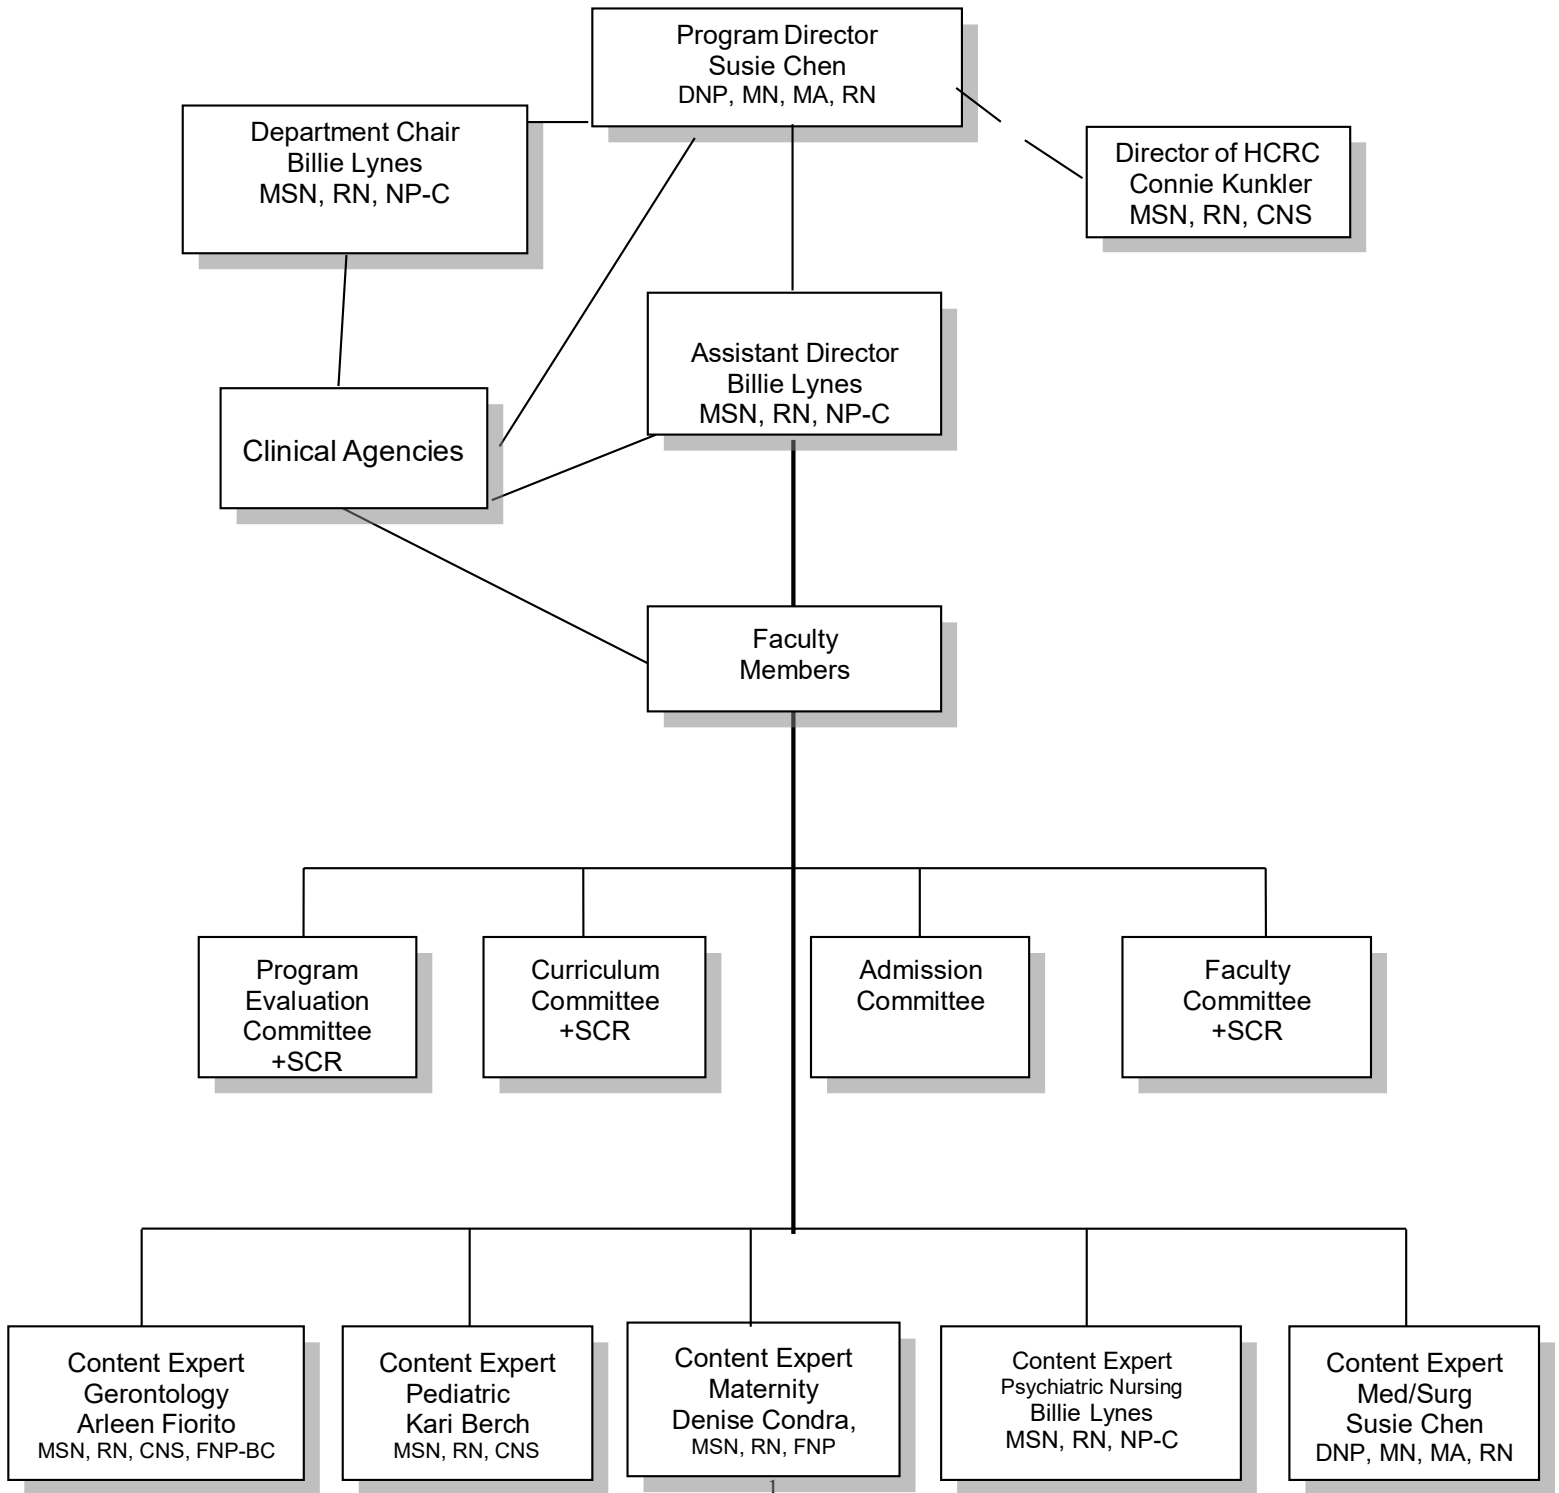 Program Director
Susie Chen
DNP, MN, MA, RN
Department Chair
Billie Lynes
MSN, RN, NP-C
Director of HCRC
Connie Kunkler
MSN, RN, CNS
Assistant Director
Billie Lynes
MSN, RN, NP-C
Clinical Agencies
Faculty
Members
Program
Evaluation
Committee
+SCR
Curriculum
Committee
+SCR
Admission
Committee
Faculty
Committee
+SCR
Content Expert
Gerontology
Arleen Fiorito
MSN, RN, CNS, FNP-BC
Content Expert
Pediatric
Kari Berch
MSN, RN, CNS
Content Expert
Maternity
Denise Condra,
MSN, RN, FNP
Content Expert
Psychiatric Nursing
Billie Lynes
MSN, RN, NP-C
Content Expert
Med/Surg
Susie Chen
DNP, MN, MA, RN
1